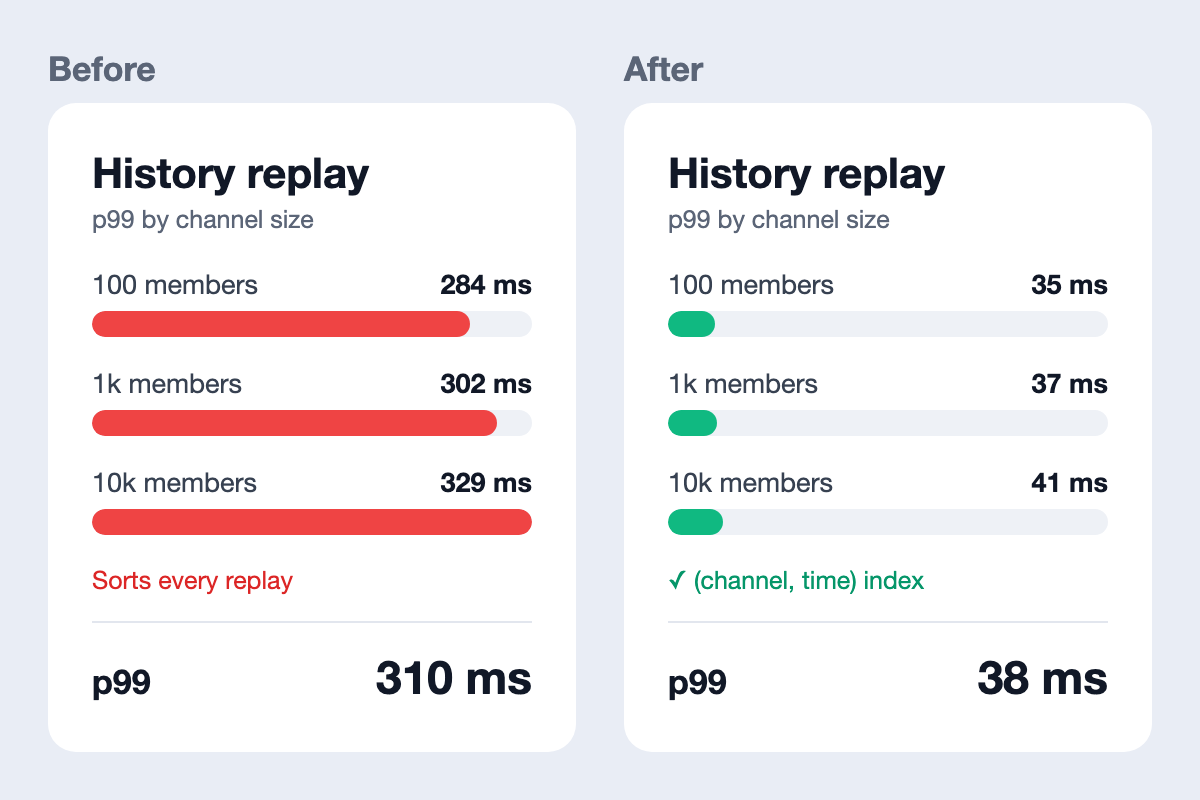 Before
History replay
p99 by channel size
100 members 284 ms
1k members 302 ms
10k members 329 ms
Sorts every replay
p99 310 ms
After
History replay
p99 by channel size
100 members 35 ms
1k members 37 ms
10k members 41 ms
✓ (channel, time) index
p99 38 ms